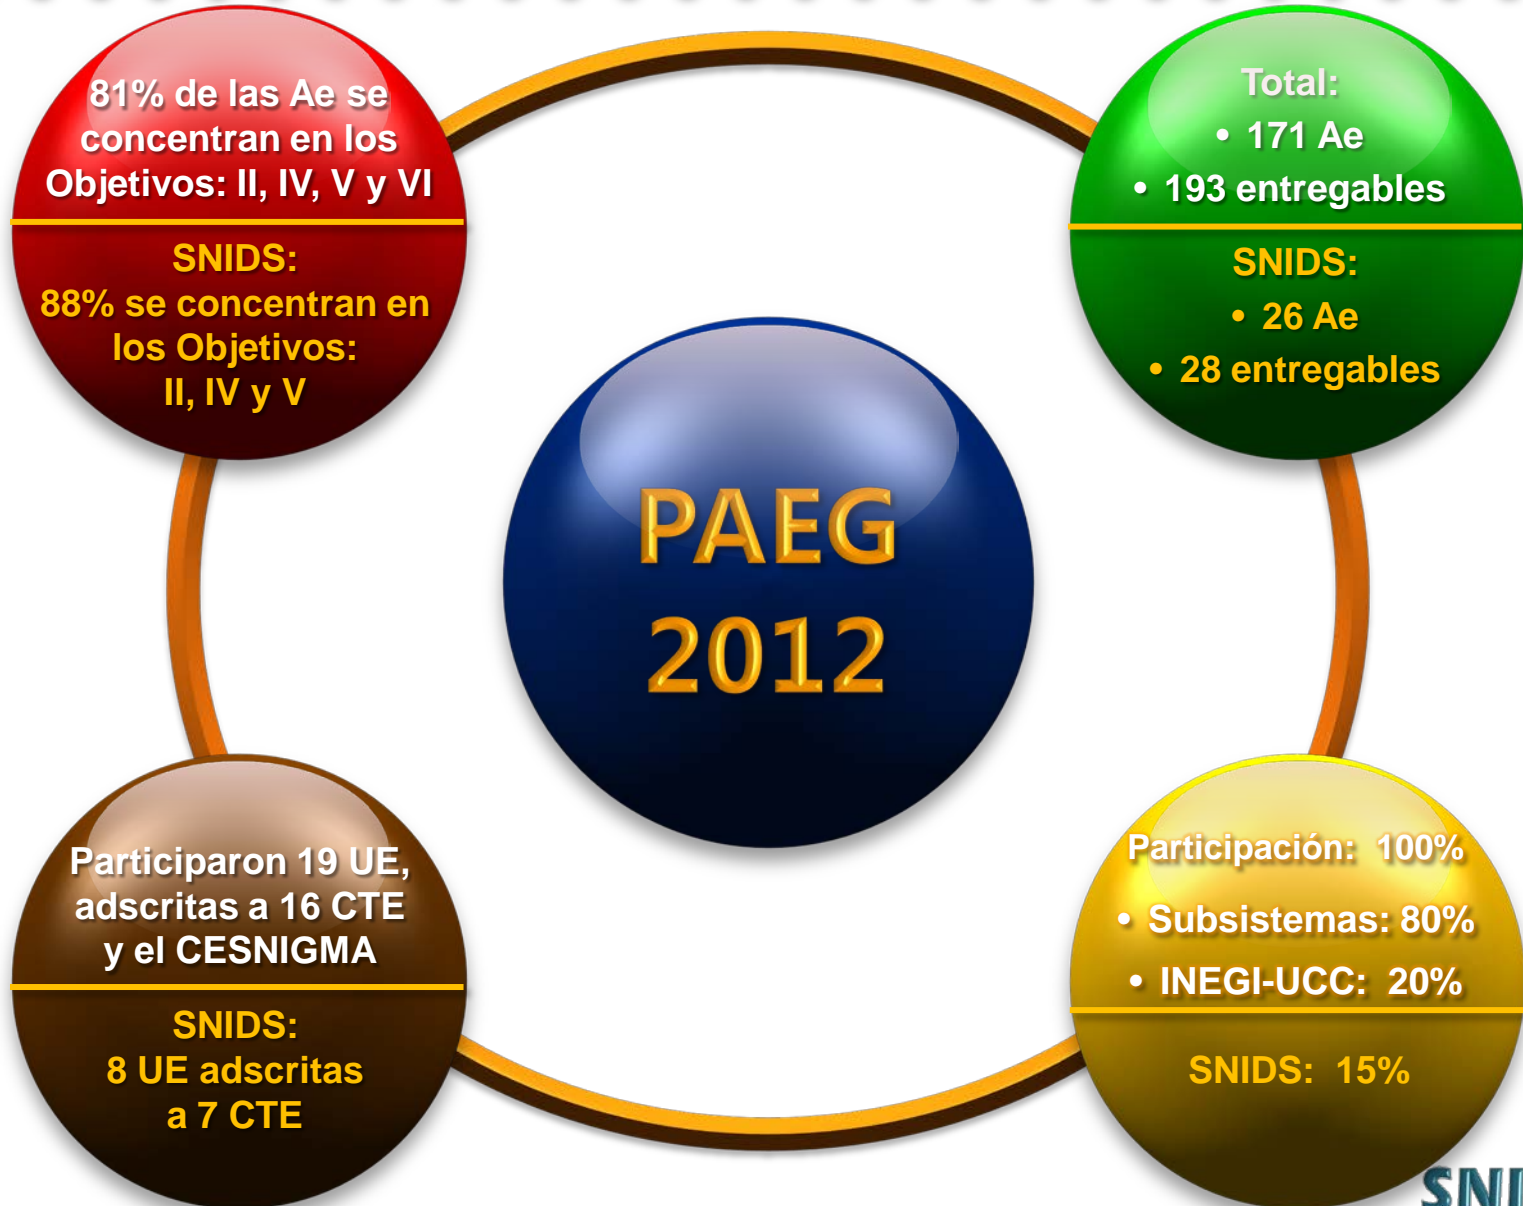 81% de las Ae se
concentran en los
Objetivos: II, IV, V y VI
SNIDS:
88% se concentran en
los Objetivos:
II, IV y V
Total:
• 171 Ae
• 193 entregables
SNIDS:
• 26 Ae
• 28 entregables
PAEG
2012
Participaron 19 UE,
adscritas a 16 CTE
y el CESNIGMA
SNIDS:
8 UE adscritas
a 7 CTE
Participación: 100%
• Subsistemas: 80%
• INEGI-UCC: 20%
SNIDS: 15%